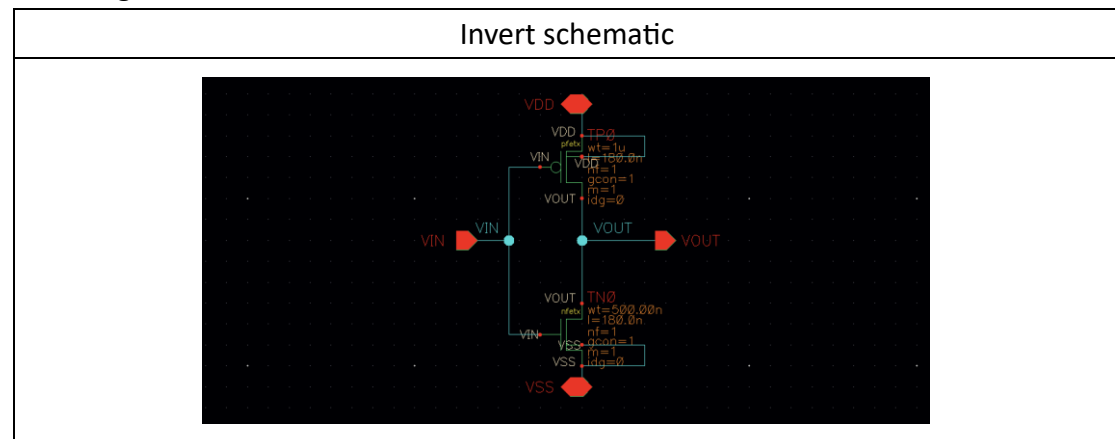 Invert schematic
VDD
VDD TP0
pfetx wt=1u
VIN VDD l=180.0n
nf=1
gcon=1
m=1
VOUT idg=0
VIN VIN VOUT VOUT
VOUT TN0
nfetx wt=500.00n
l=180.0n
nf=1
VIN VSS gcon=1
m=1
VSS idg=0
VSS